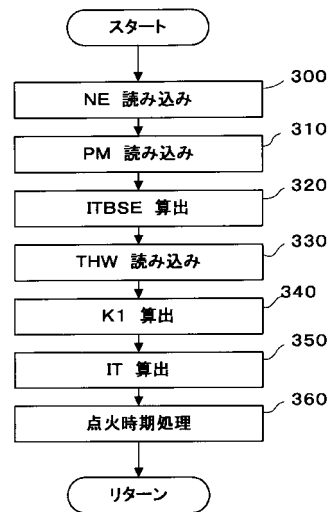 スタート
300
NE 読み込み
310
PM 読み込み
320
ITBSE 算出
330
THW 読み込み
340
K1 算出
350
IT 算出
360
点火時期処理
リターン